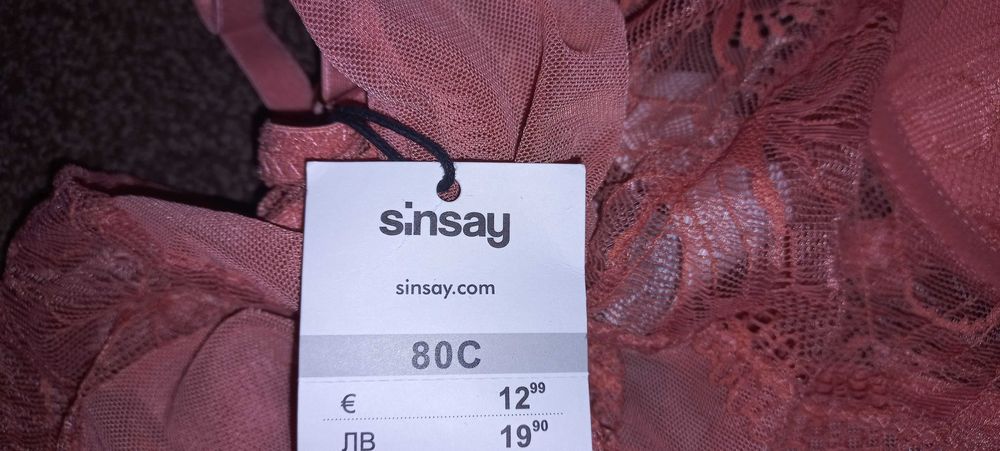 sinsay
sinsay.com
80C
€ 12⁹⁹
ЛВ 19⁹⁰